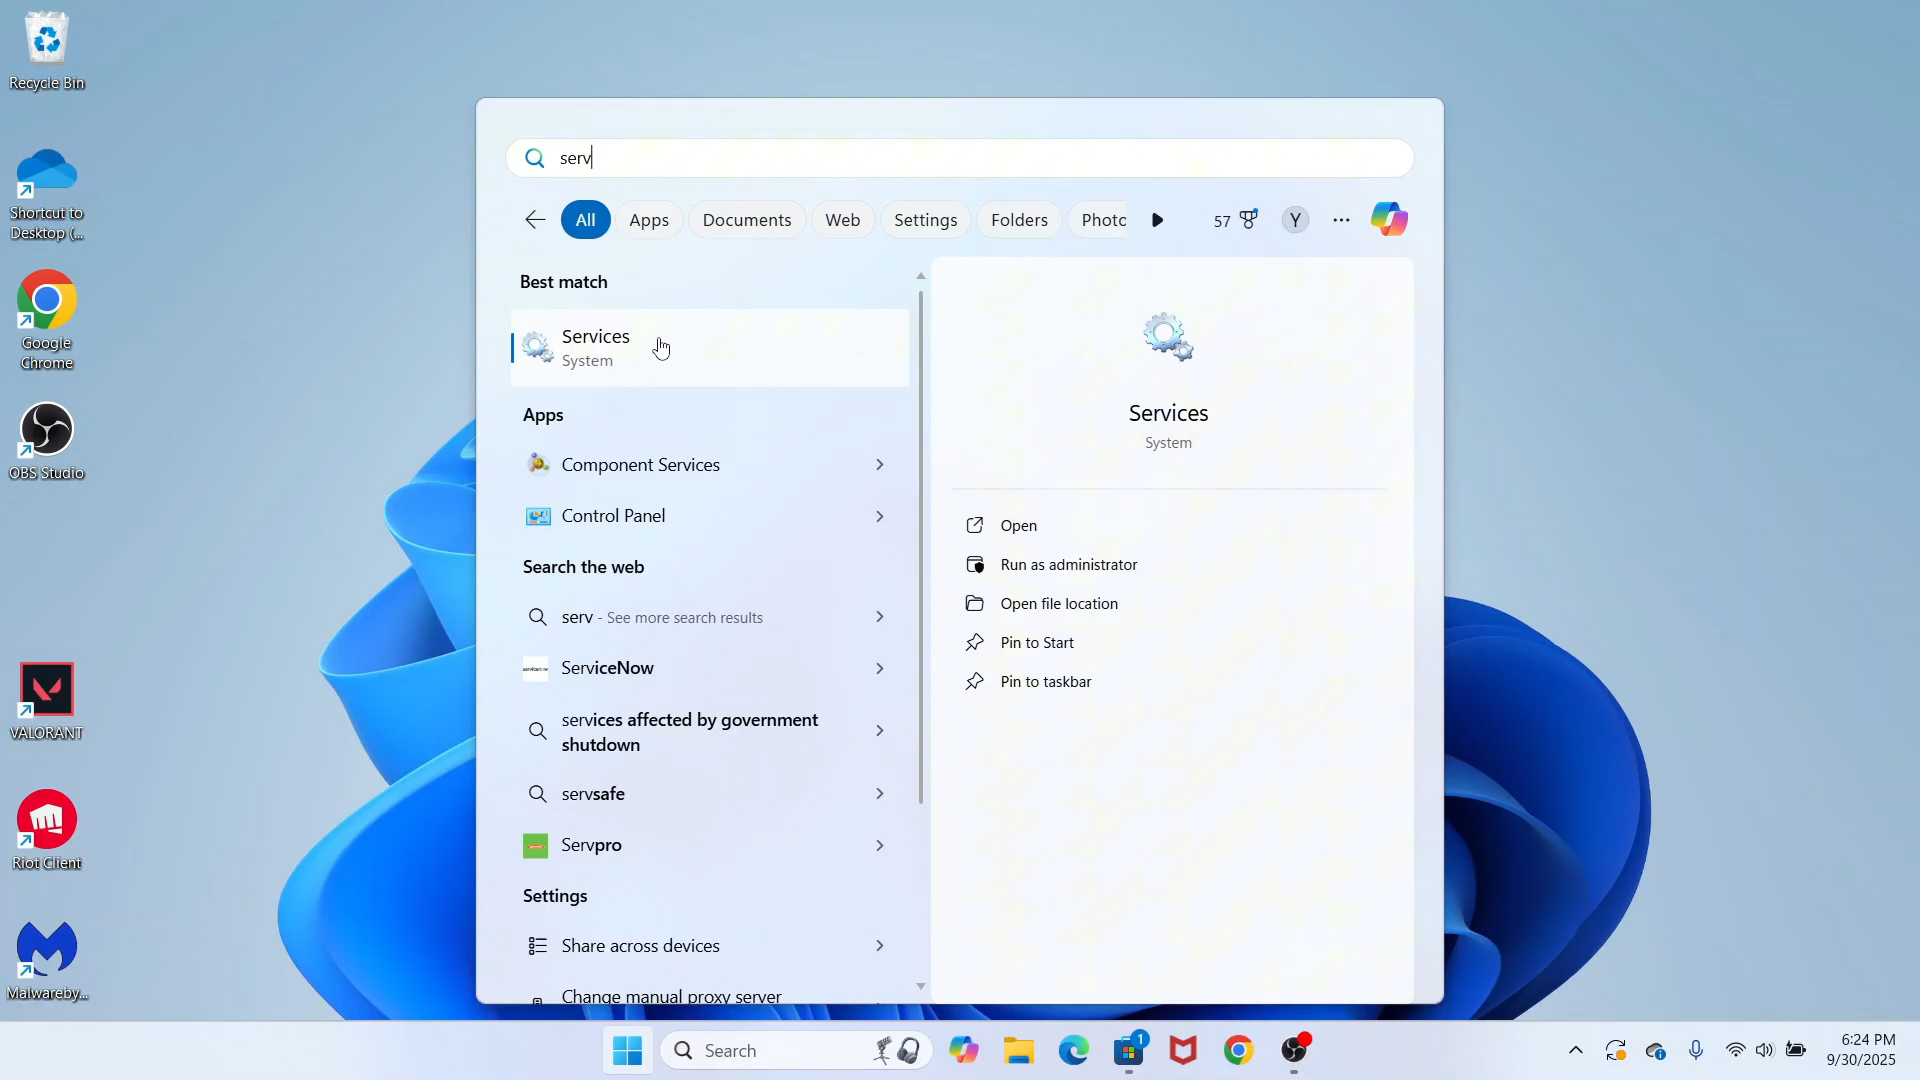 Recycle Bin
Shortcut to
Desktop (...
Google
Chrome
OBS Studio
VALORANT
Riot Client
Malwareby...
serv
All
Apps
Documents
Web
Settings
Folders
Photo
57
Y
Best match
Services
System
Apps
Component Services
Control Panel
Search the web
serv - See more search results
ServiceNow
services affected by government
shutdown
servsafe
Servpro
Settings
Share across devices
Change manual proxy server
Services
System
Open
Run as administrator
Open file location
Pin to Start
Pin to taskbar
Search
1
6:24 PM
9/30/2025